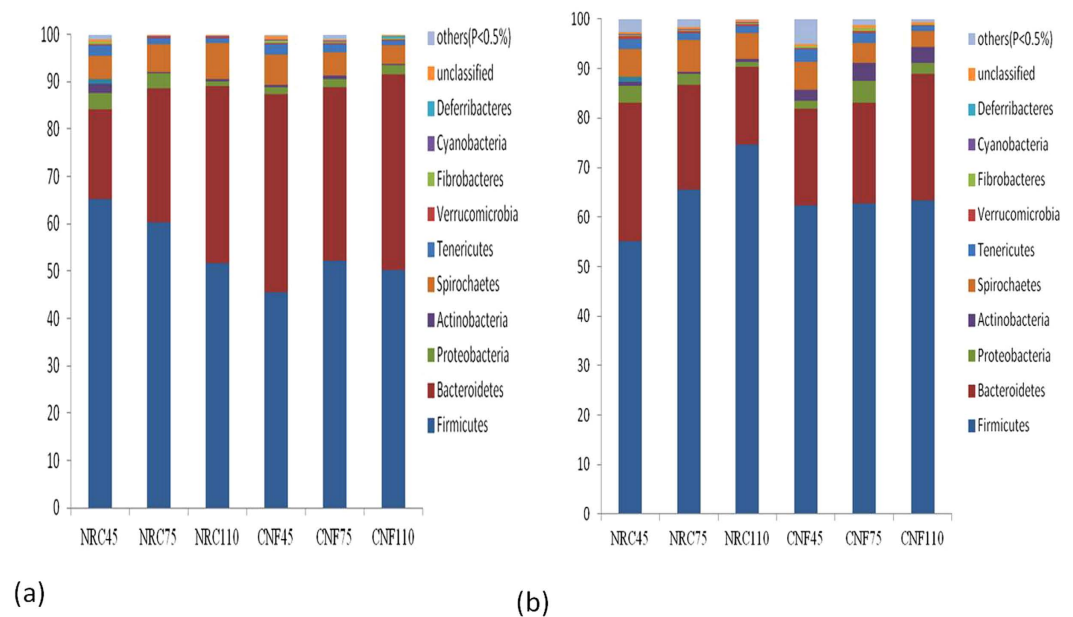 100
90
80
70
60
50
40
30
20
10
0
NRC45 NRC75 NRC110 CNF45 CNF75 CNF110
others(P<0.5%)
unclassified
Deferribacteres
Cyanobacteria
Fibrobacteres
Verrucomicrobia
Tenericutes
Spirochaetes
Actinobacteria
Proteobacteria
Bacteroidetes
Firmicutes
(a)
100
90
80
70
60
50
40
30
20
10
0
NRC45 NRC75 NRC110 CNF45 CNF75 CNF110
others(P<0.5%)
unclassified
Deferribacteres
Cyanobacteria
Fibrobacteres
Verrucomicrobia
Tenericutes
Spirochaetes
Actinobacteria
Proteobacteria
Bacteroidetes
Firmicutes
(b)